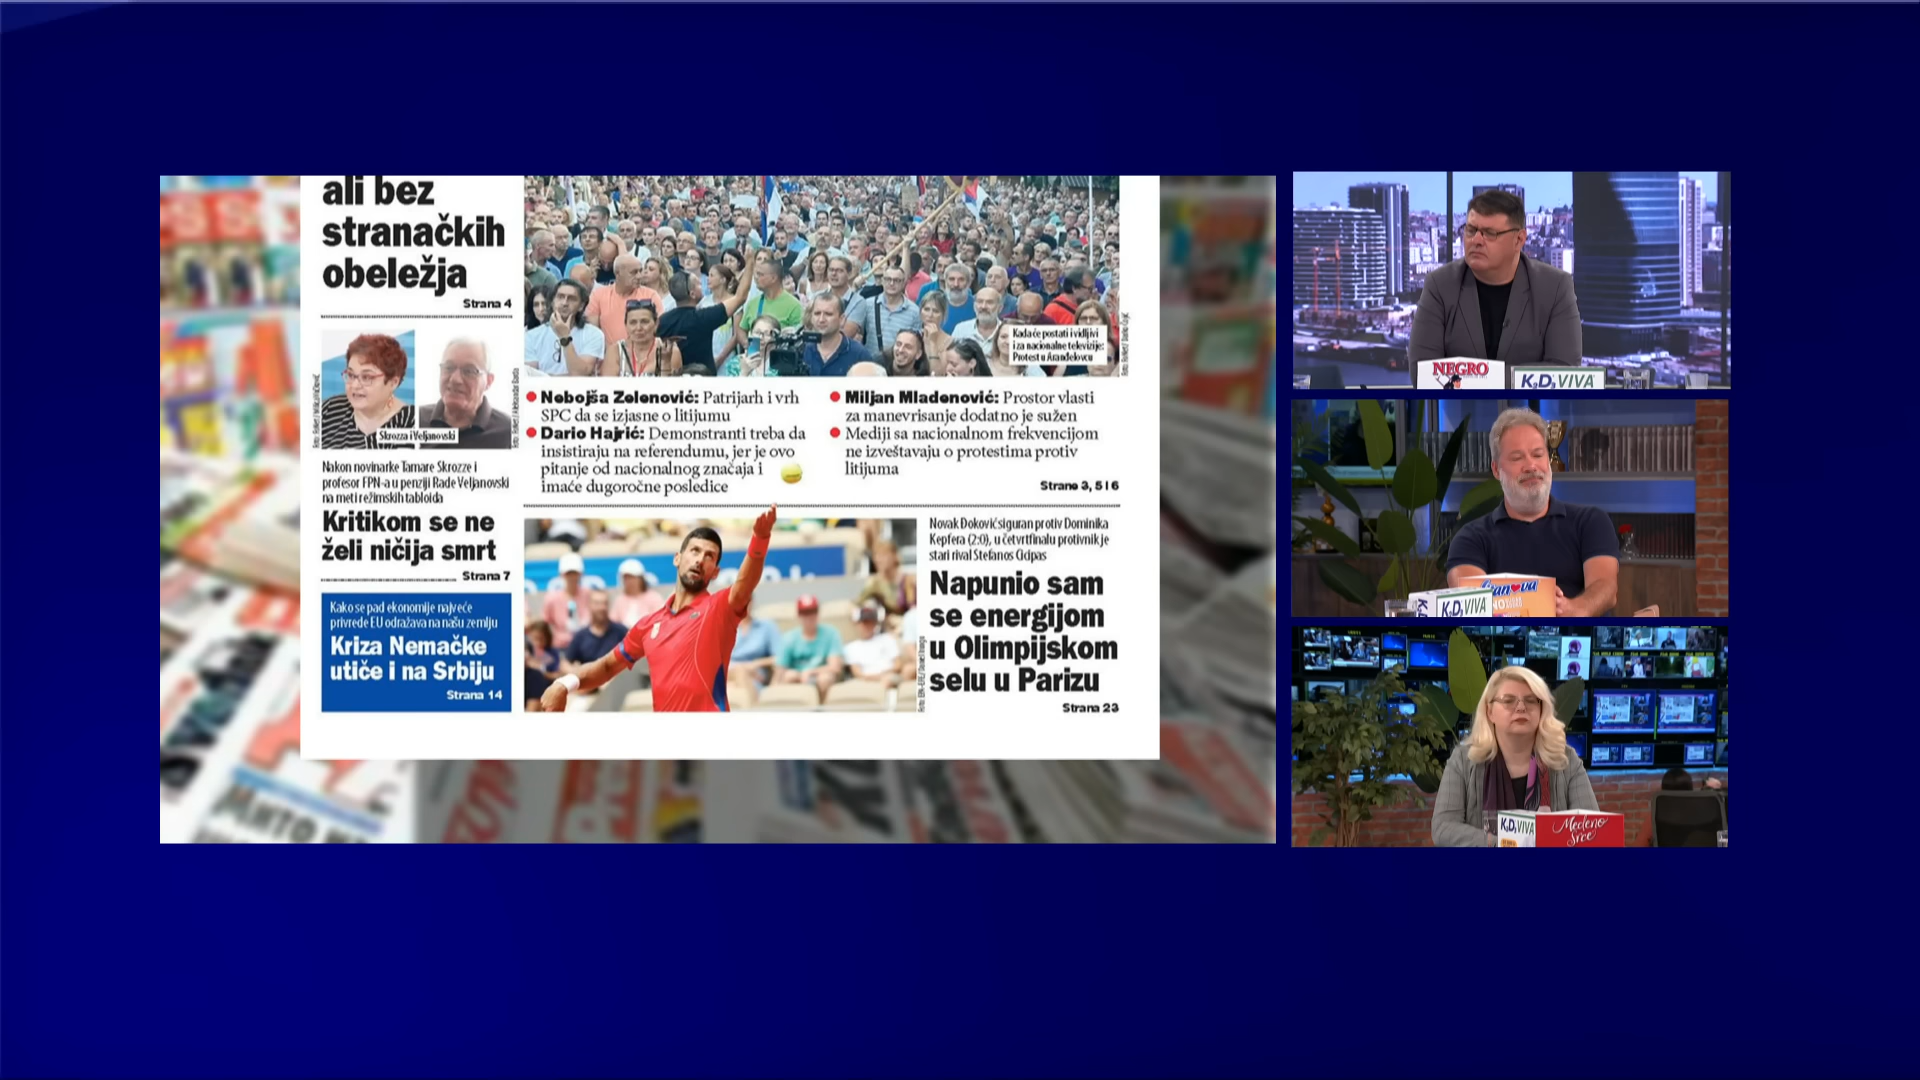 ali bez
stranačkih
obeležja
Strana 4
Skrozza i Veljanovski
Nakon novinarke Tamare Skrozze i
profesor FPN-a u penziji Rade Veljanovski
na meti režimskih tabloida
Kritikom se ne
želi ničija smrt
Strana 7
Kako se pad ekonomije najveće
privrede EU odražava na našu zemlju
Kriza Nemačke
utiče i na Srbiju
Strana 14
Kada će postati i vidljivi
i za nacionalne televizije:
Protest u Aranđelovcu
Nebojša Zelenović: Patrijarh i vrh
SPC da se izjasne o litijumu
Dario Hajrić: Demonstranti treba da
insistiraju na referendumu, jer je ovo
pitanje od nacionalnog značaja i
imaće dugoročne posledice
Miljan Mladenović: Prostor vlasti
za manevrisanje dodatno je sužen
Mediji sa nacionalnom frekvencijom
ne izveštavaju o protestima protiv
litijuma
Strane 3, 5 i 6
Novak Đoković siguran protiv Dominika
Kepfera (2:0), u četvrtfinalu protivnik je
stari rival Stefanos Cicipas
Napunio sam
se energijom
u Olimpijskom
selu u Parizu
Strana 23
NEGRO
K₂D₃VIVA
K₂D₃VIVA
K₂D₃VIVA
Medeno
Srce